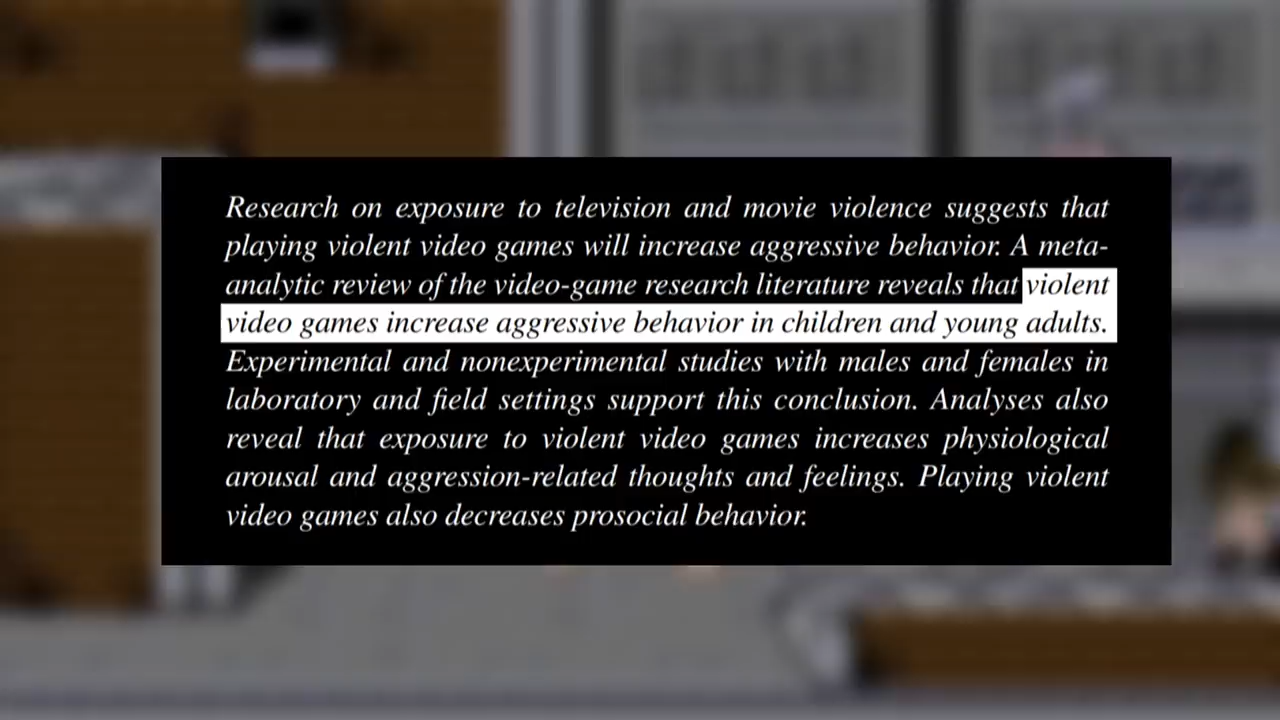 Research on exposure to television and movie violence suggests that
playing violent video games will increase aggressive behavior. A meta-
analytic review of the video-game research literature reveals that violent
video games increase aggressive behavior in children and young adults.
Experimental and nonexperimental studies with males and females in
laboratory and field settings support this conclusion. Analyses also
reveal that exposure to violent video games increases physiological
arousal and aggression-related thoughts and feelings. Playing violent
video games also decreases prosocial behavior.